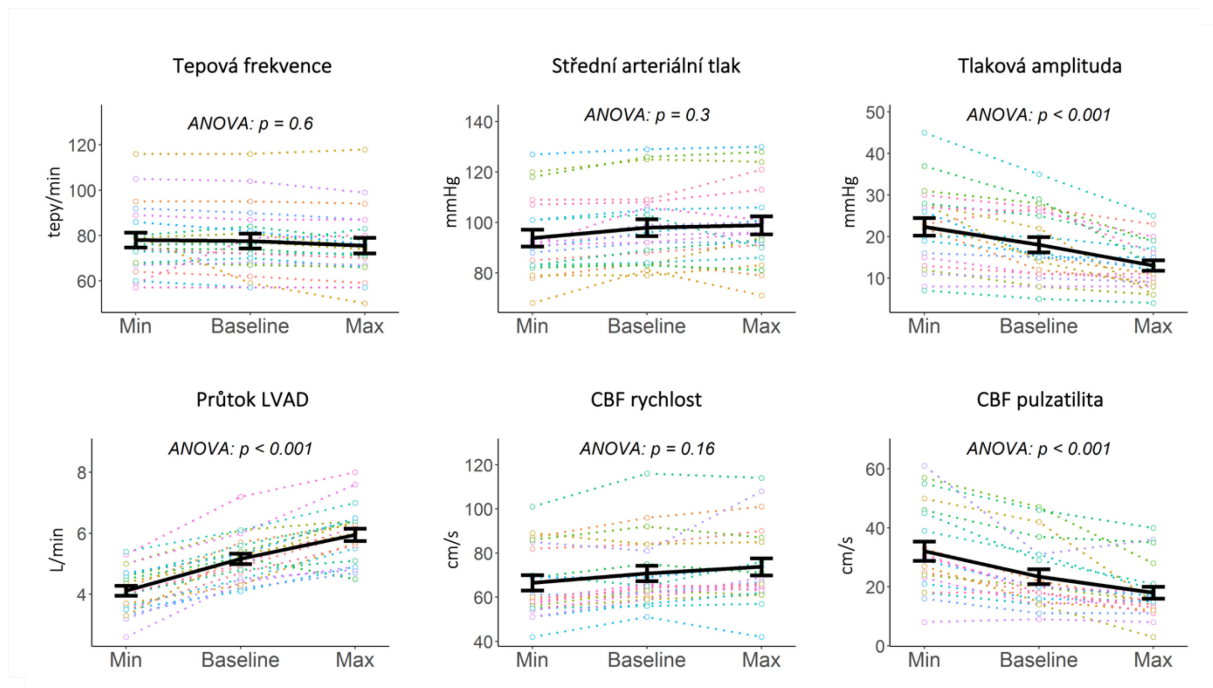 Tepová frekvence
ANOVA: p = 0.6
tepy/min
120
100
80
60
Min Baseline Max
Střední arteriální tlak
ANOVA: p = 0.3
mmHg
140
120
100
80
Min Baseline Max
Tlaková amplituda
ANOVA: p < 0.001
mmHg
50
40
30
20
10
Min Baseline Max
Průtok LVAD
ANOVA: p < 0.001
L/min
8
6
4
Min Baseline Max
CBF rychlost
ANOVA: p = 0.16
cm/s
120
100
80
60
40
Min Baseline Max
CBF pulzatilita
ANOVA: p < 0.001
cm/s
60
40
20
0
Min Baseline Max